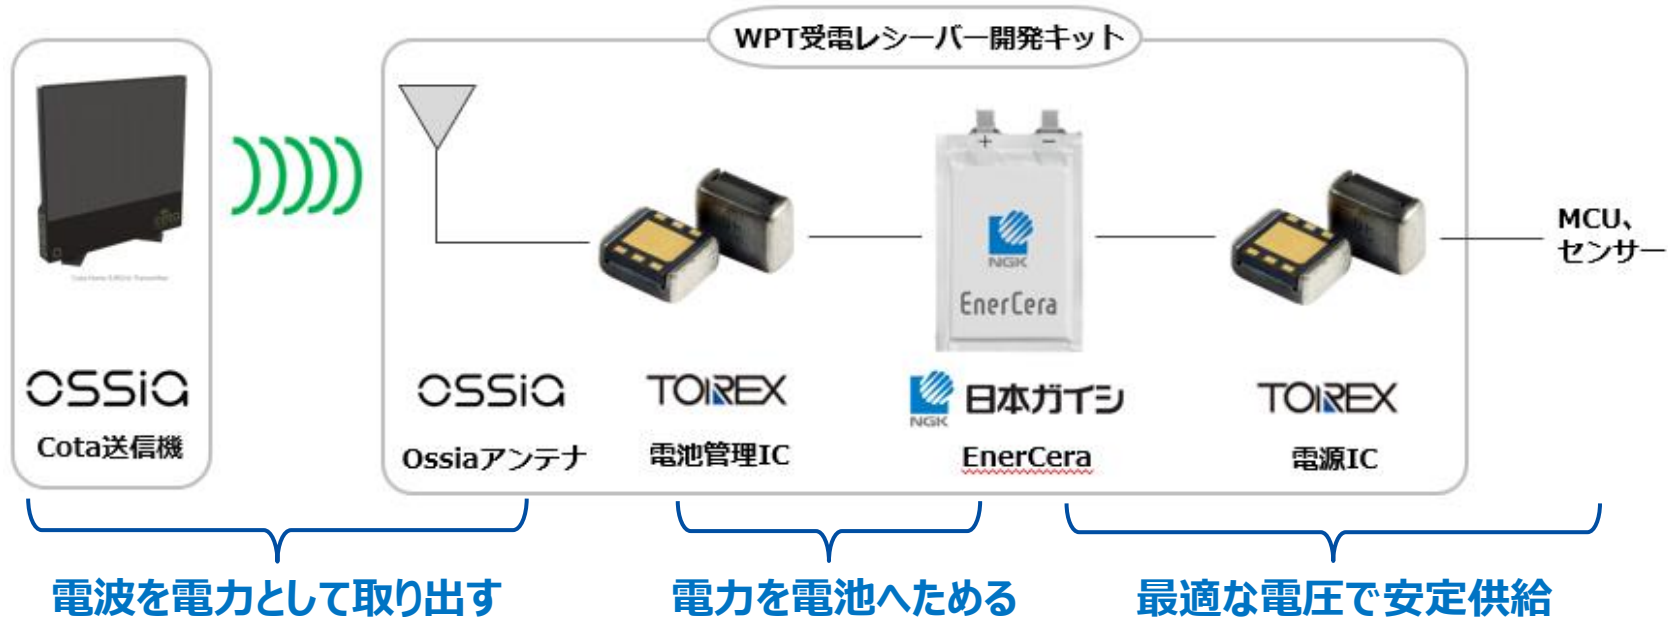 WPT受電レシーバー開発キット
cota
+ −
NGK
EnerCera
MCU、
センサー
OSSIA
Cota送信機
OSSIA
Ossiaアンテナ
TOIREX
電池管理IC
NGK
日本ガイシ
EnerCera
TOIREX
電源IC
電波を電力として取り出す
電力を電池へためる
最適な電圧で安定供給